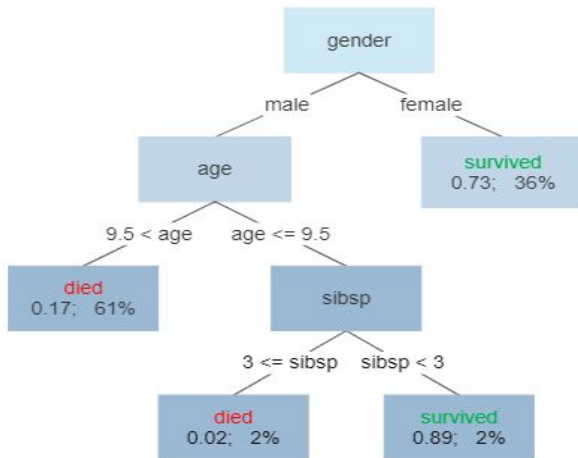 gender
male female
age
survived
0.73; 36%
9.5 < age age <= 9.5
died
0.17; 61%
sibsp
3 <= sibsp sibsp < 3
died
0.02; 2%
survived
0.89; 2%